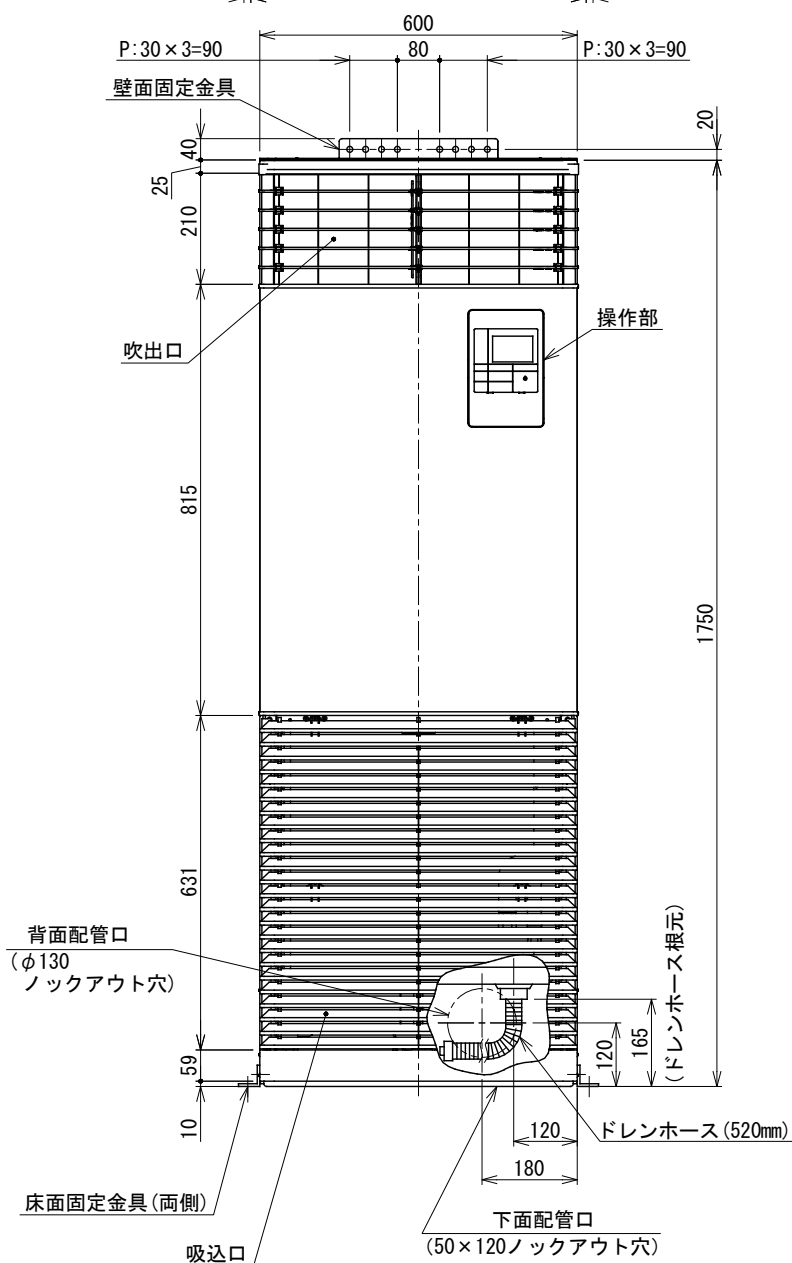 600
P:30×3=90
80
P:30×3=90
壁面固定金具
20
40
25
210
吹出口
操作部
815
1750
631
背面配管口
(φ130
ノックアウト穴)
(ドレンホース根元)
165
120
59
10
120
ドレンホース(520mm)
180
床面固定金具(両側)
下面配管口
(50×120ノックアウト穴)
吸込口